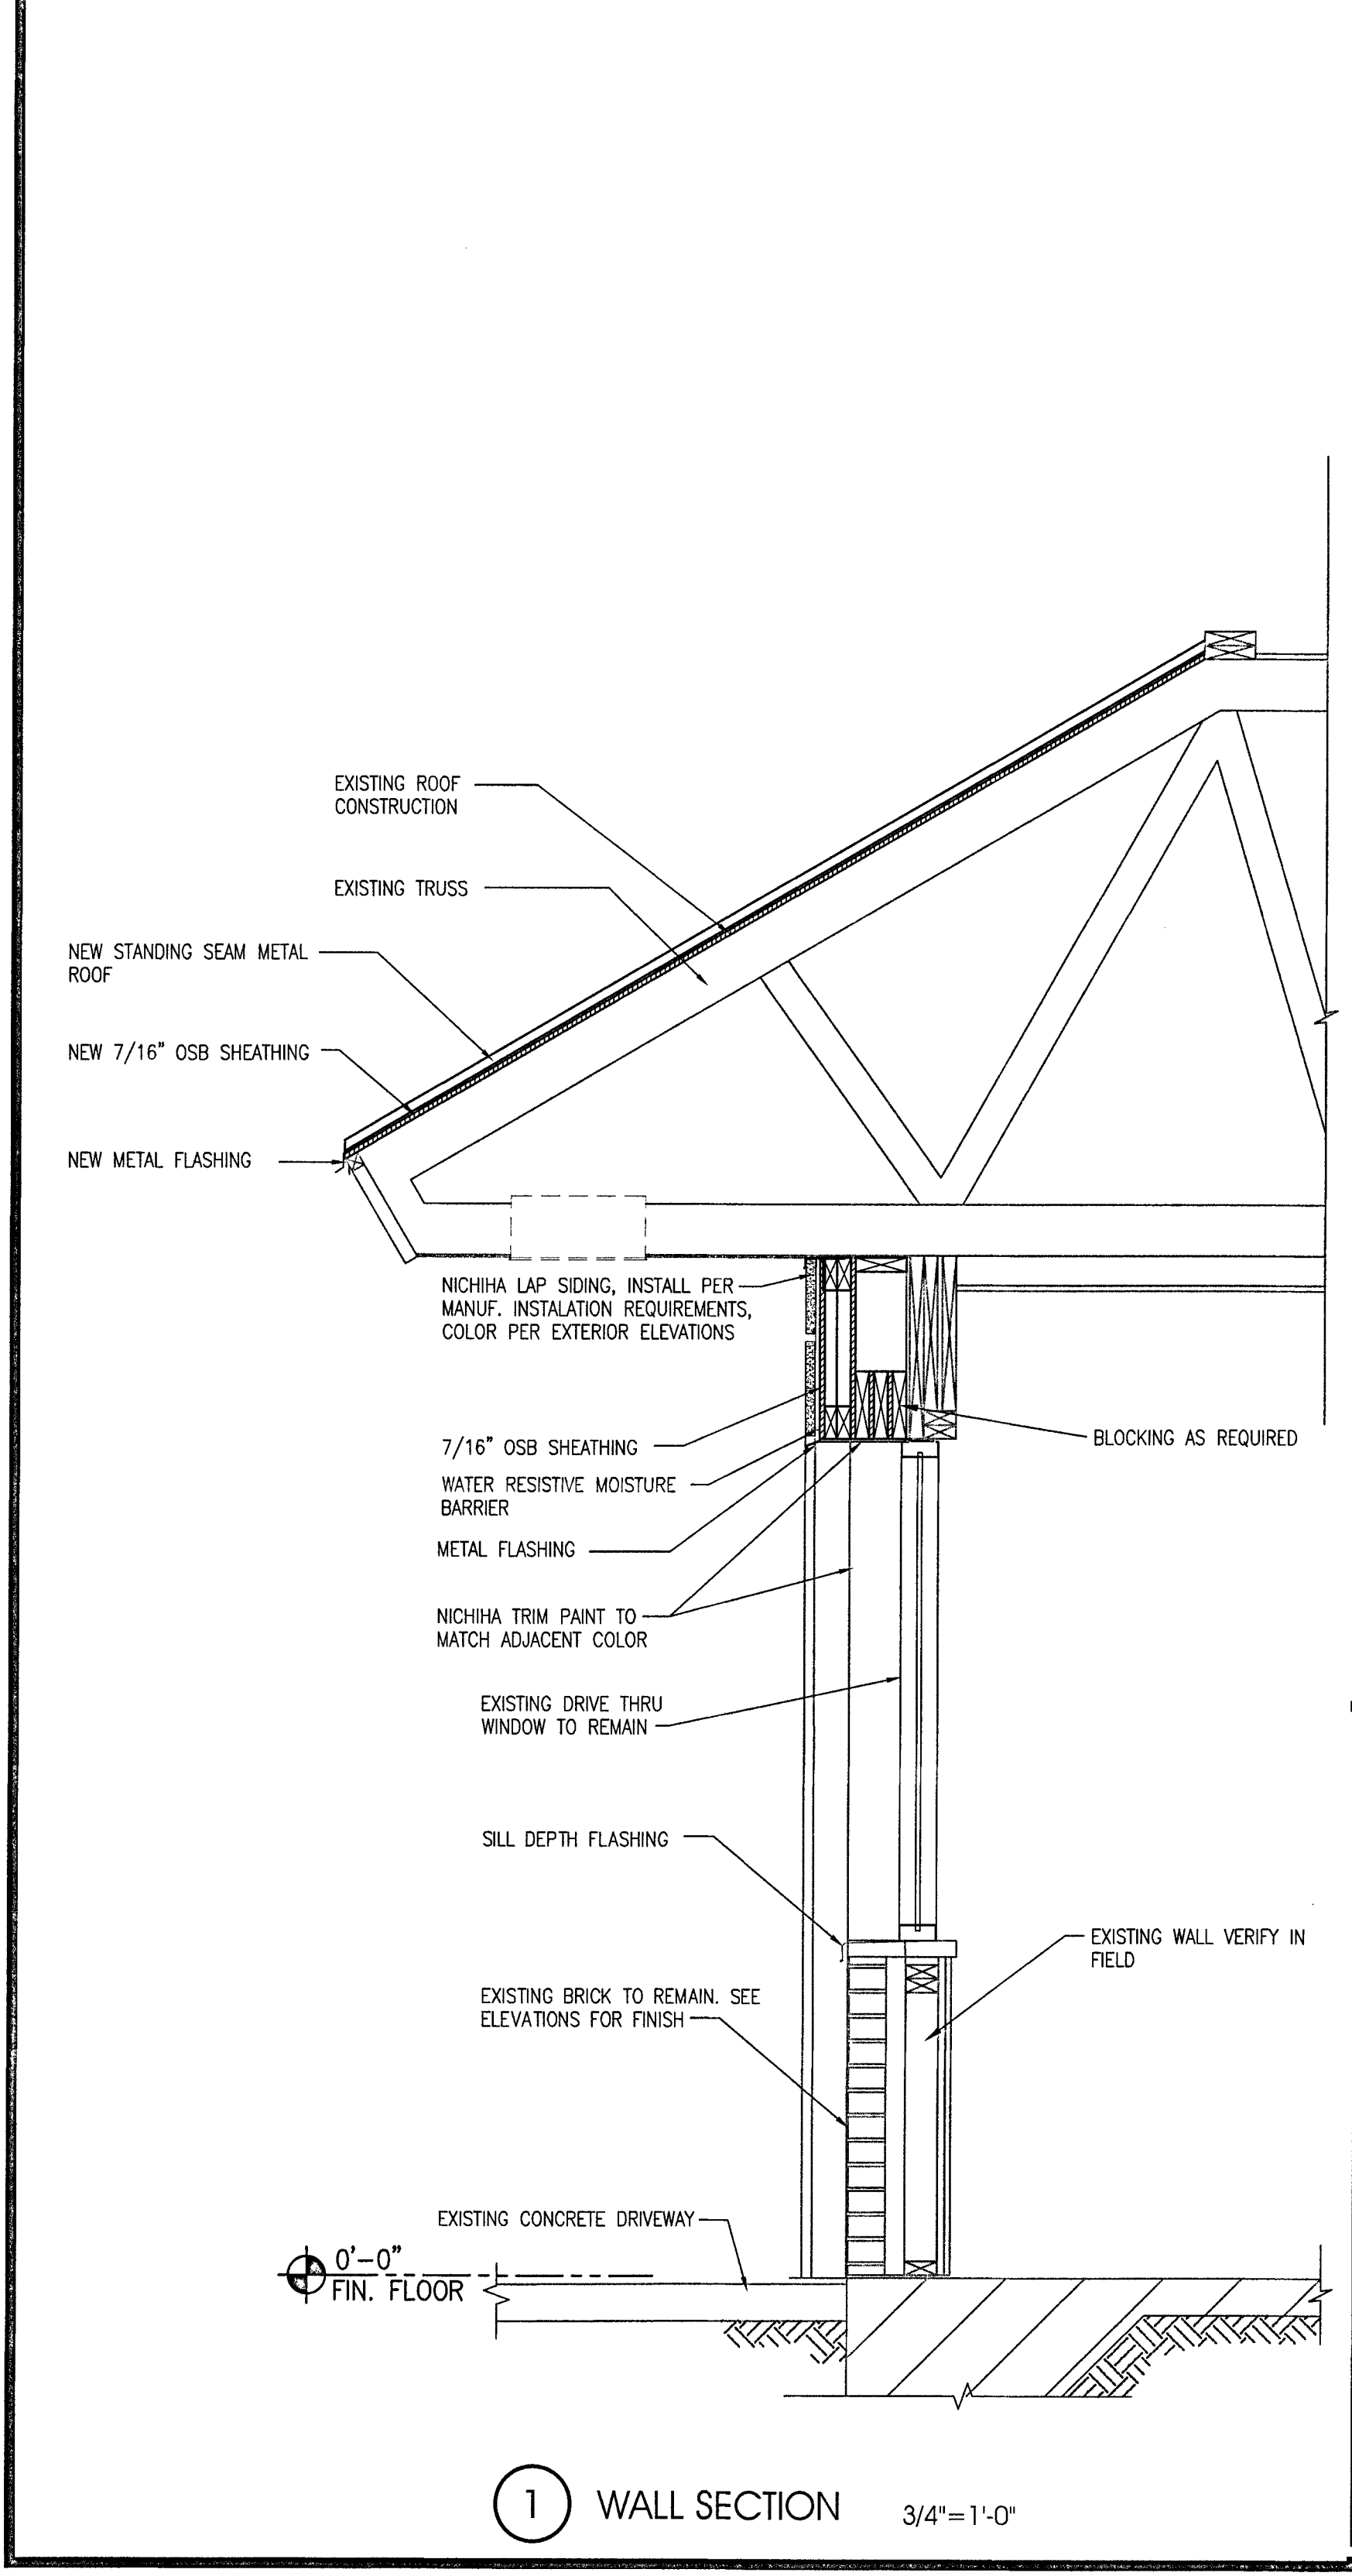 EXISTING ROOF
CONSTRUCTION
EXISTING TRUSS
NEW STANDING SEAM METAL
ROOF
NEW 7/16" OSB SHEATHING
NEW METAL FLASHING
NICHIHA LAP SIDING, INSTALL PER
MANUF. INSTALATION REQUIREMENTS,
COLOR PER EXTERIOR ELEVATIONS
7/16" OSB SHEATHING
BLOCKING AS REQUIRED
WATER RESISTIVE MOISTURE
BARRIER
METAL FLASHING
NICHIHA TRIM PAINT TO
MATCH ADJACENT COLOR
EXISTING DRIVE THRU
WINDOW TO REMAIN
SILL DEPTH FLASHING
EXISTING WALL VERIFY IN
FIELD
EXISTING BRICK TO REMAIN. SEE
ELEVATIONS FOR FINISH
EXISTING CONCRETE DRIVEWAY
0'-0"
FIN. FLOOR
1 WALL SECTION 3/4"=1'-0"